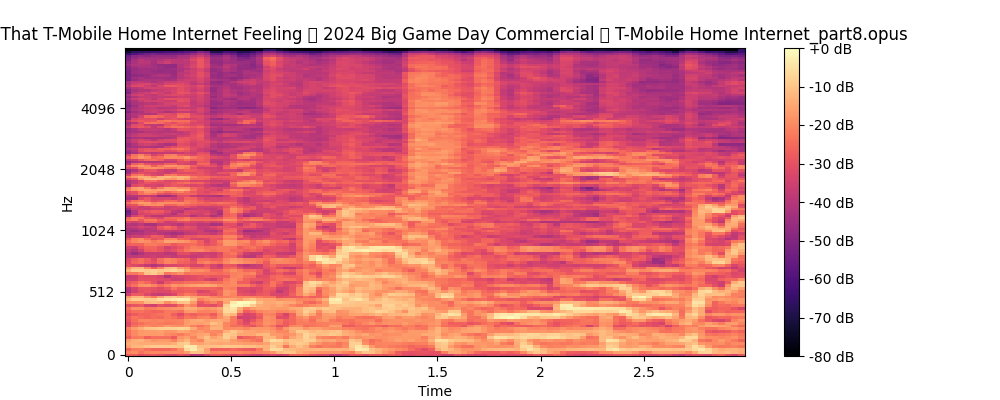 That T-Mobile Home Internet Feeling ▯ 2024 Big Game Day Commercial ▯ T-Mobile Home Internet_part8.opus
Hz
4096
2048
1024
512
0
0
0.5
1
1.5
2
2.5
Time
+0 dB
-10 dB
-20 dB
-30 dB
-40 dB
-50 dB
-60 dB
-70 dB
-80 dB